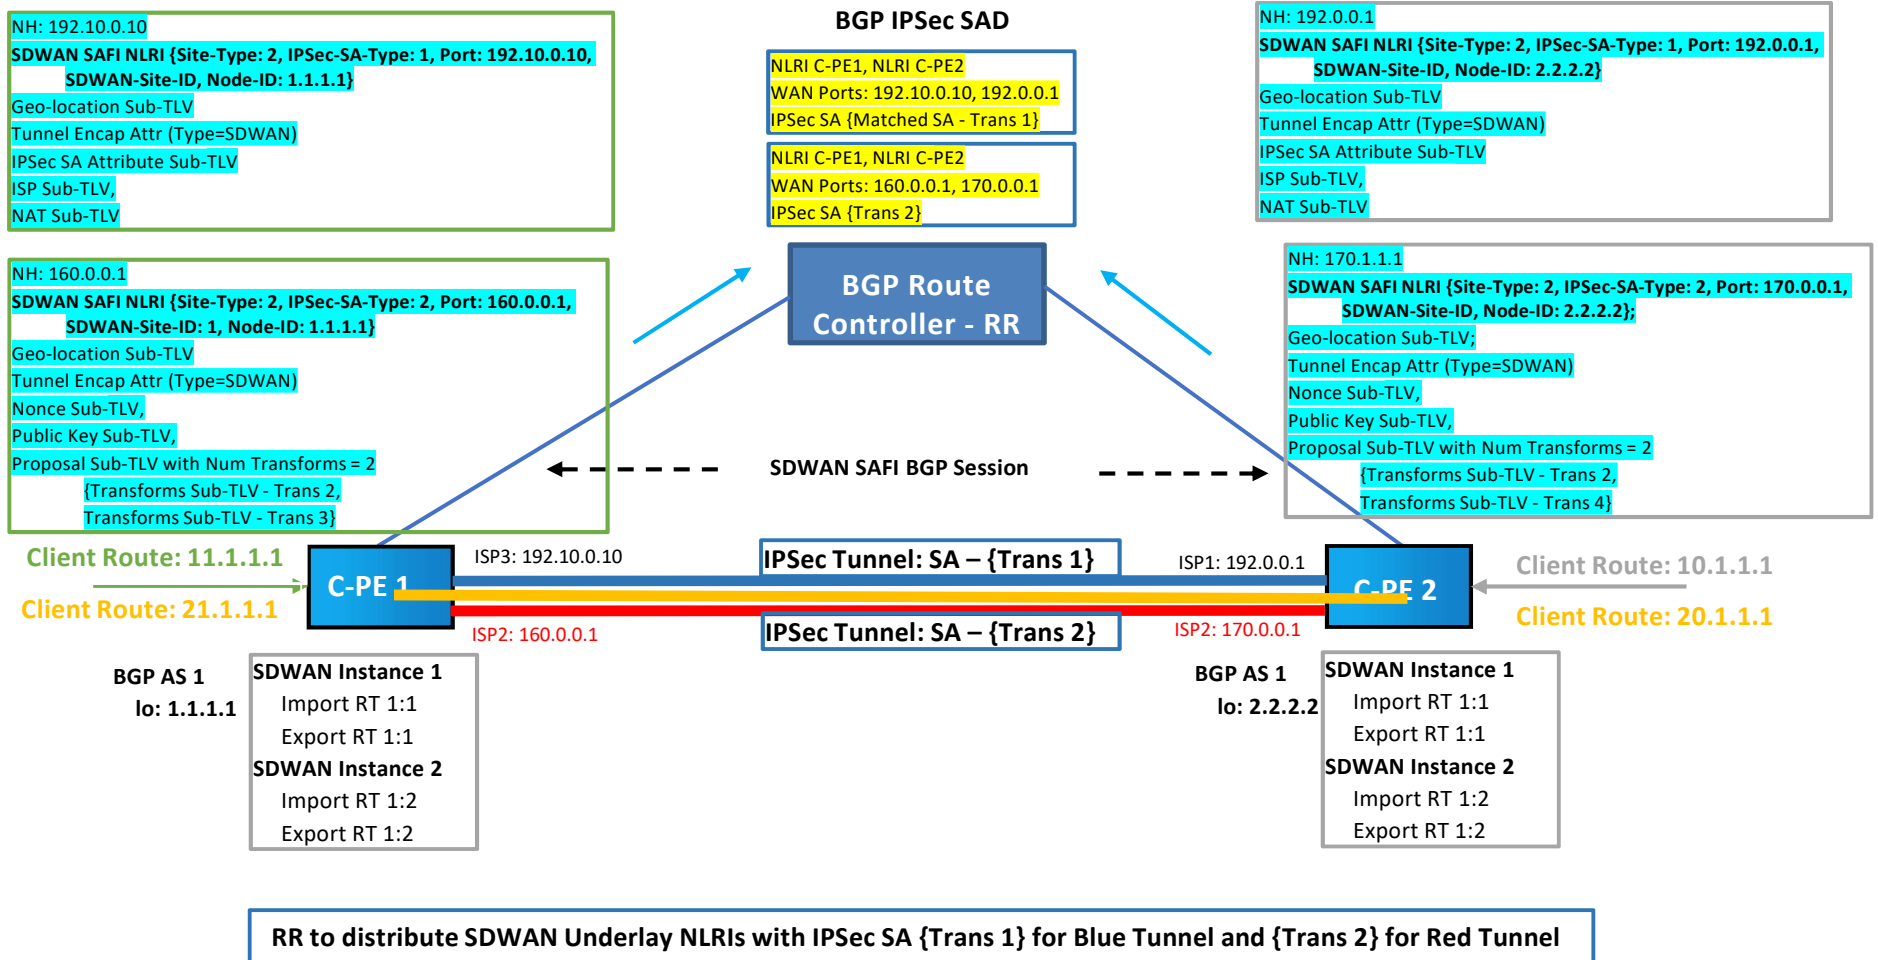 NH: 192.10.0.10
SDWAN SAFI NLRI {Site-Type: 2, IPSec-SA-Type: 1, Port: 192.10.0.10,
SDWAN-Site-ID, Node-ID: 1.1.1.1}
Geo-location Sub-TLV
Tunnel Encap Attr (Type=SDWAN)
IPSec SA Attribute Sub-TLV
ISP Sub-TLV,
NAT Sub-TLV
BGP IPSec SAD
NLRI C-PE1, NLRI C-PE2
WAN Ports: 192.10.0.10, 192.0.0.1
IPSec SA {Matched SA - Trans 1}
NLRI C-PE1, NLRI C-PE2
WAN Ports: 160.0.0.1, 170.0.0.1
IPSec SA {Trans 2}
NH: 192.0.0.1
SDWAN SAFI NLRI {Site-Type: 2, IPSec-SA-Type: 1, Port: 192.0.0.1,
SDWAN-Site-ID, Node-ID: 2.2.2.2}
Geo-location Sub-TLV
Tunnel Encap Attr (Type=SDWAN)
IPSec SA Attribute Sub-TLV
ISP Sub-TLV,
NAT Sub-TLV
NH: 160.0.0.1
SDWAN SAFI NLRI {Site-Type: 2, IPSec-SA-Type: 2, Port: 160.0.0.1,
SDWAN-Site-ID: 1, Node-ID: 1.1.1.1}
Geo-location Sub-TLV
Tunnel Encap Attr (Type=SDWAN)
Nonce Sub-TLV,
Public Key Sub-TLV,
Proposal Sub-TLV with Num Transforms = 2
{Transforms Sub-TLV - Trans 2,
Transforms Sub-TLV - Trans 3}
BGP Route
Controller - RR
NH: 170.1.1.1
SDWAN SAFI NLRI {Site-Type: 2, IPSec-SA-Type: 2, Port: 170.0.0.1,
SDWAN-Site-ID, Node-ID: 2.2.2.2};
Geo-location Sub-TLV;
Tunnel Encap Attr (Type=SDWAN)
Nonce Sub-TLV,
Public Key Sub-TLV,
Proposal Sub-TLV with Num Transforms = 2
{Transforms Sub-TLV - Trans 2,
Transforms Sub-TLV - Trans 4}
SDWAN SAFI BGP Session
Client Route: 11.1.1.1
Client Route: 21.1.1.1
C-PE 1
ISP3: 192.10.0.10
ISP2: 160.0.0.1
IPSec Tunnel: SA – {Trans 1}
IPSec Tunnel: SA – {Trans 2}
ISP1: 192.0.0.1
ISP2: 170.0.0.1
C-PE 2
Client Route: 10.1.1.1
Client Route: 20.1.1.1
BGP AS 1
lo: 1.1.1.1
SDWAN Instance 1
Import RT 1:1
Export RT 1:1
SDWAN Instance 2
Import RT 1:2
Export RT 1:2
BGP AS 1
lo: 2.2.2.2
SDWAN Instance 1
Import RT 1:1
Export RT 1:1
SDWAN Instance 2
Import RT 1:2
Export RT 1:2
RR to distribute SDWAN Underlay NLRIs with IPSec SA {Trans 1} for Blue Tunnel and {Trans 2} for Red Tunnel